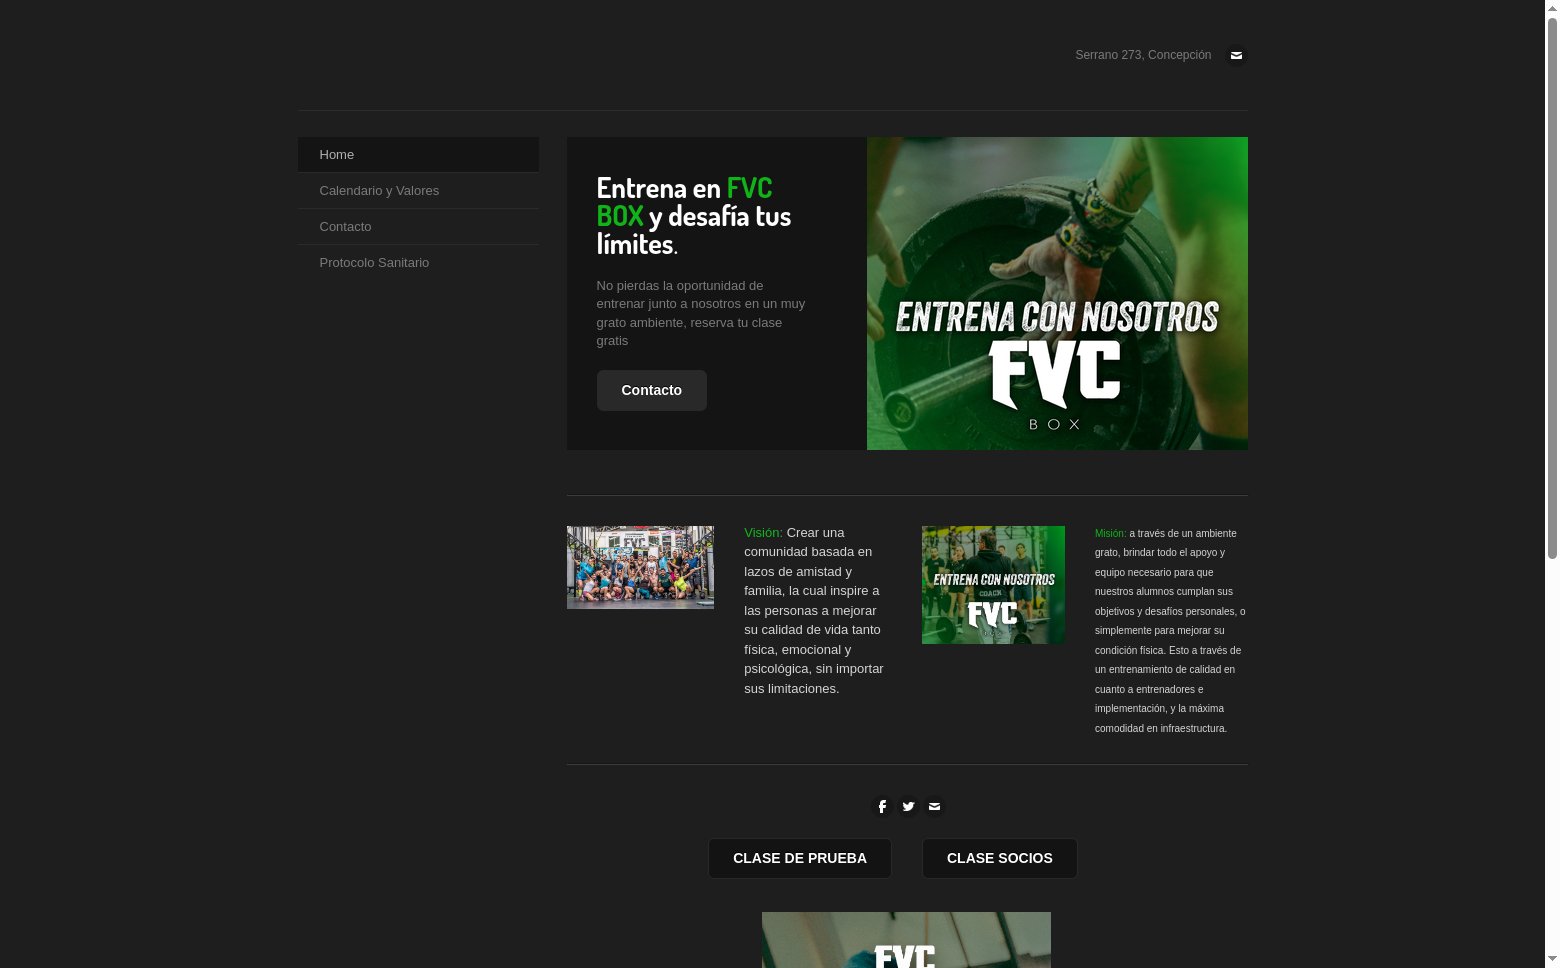 Serrano 273, Concepción
Home
Calendario y Valores
Contacto
Protocolo Sanitario
Entrena en FVC
BOX y desafía tus
límites.
No pierdas la oportunidad de
entrenar junto a nosotros en un muy
grato ambiente, reserva tu clase
gratis
Contacto
ENTRENA CON NOSOTROS
FVC
BOX
FVC
Visión: Crear una
comunidad basada en
lazos de amistad y
familia, la cual inspire a
las personas a mejorar
su calidad de vida tanto
física, emocional y
psicológica, sin importar
sus limitaciones.
ENTRENA CON NOSOTROS
COACH
FVC
BOX
Misión: a través de un ambiente
grato, brindar todo el apoyo y
equipo necesario para que
nuestros alumnos cumplan sus
objetivos y desafíos personales, o
simplemente para mejorar su
condición física. Esto a través de
un entrenamiento de calidad en
cuanto a entrenadores e
implementación, y la máxima
comodidad en infraestructura.
CLASE DE PRUEBA
CLASE SOCIOS
FVC